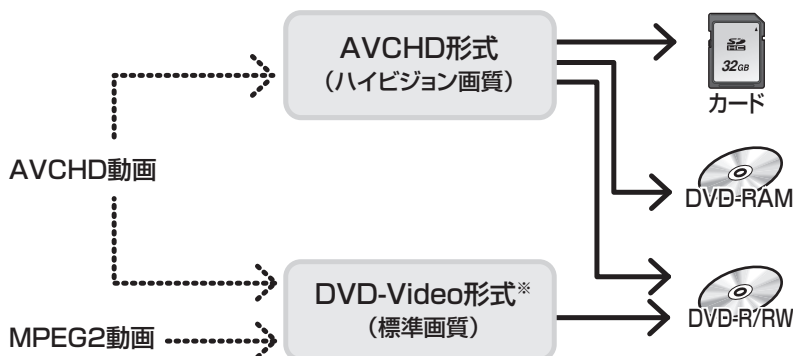 AVCHD形式
(ハイビジョン画質)
SD
HC
32GB
カード
AVCHD動画
DVD-RAM
DVD-Video形式※
(標準画質)
DVD-R/RW
MPEG2動画